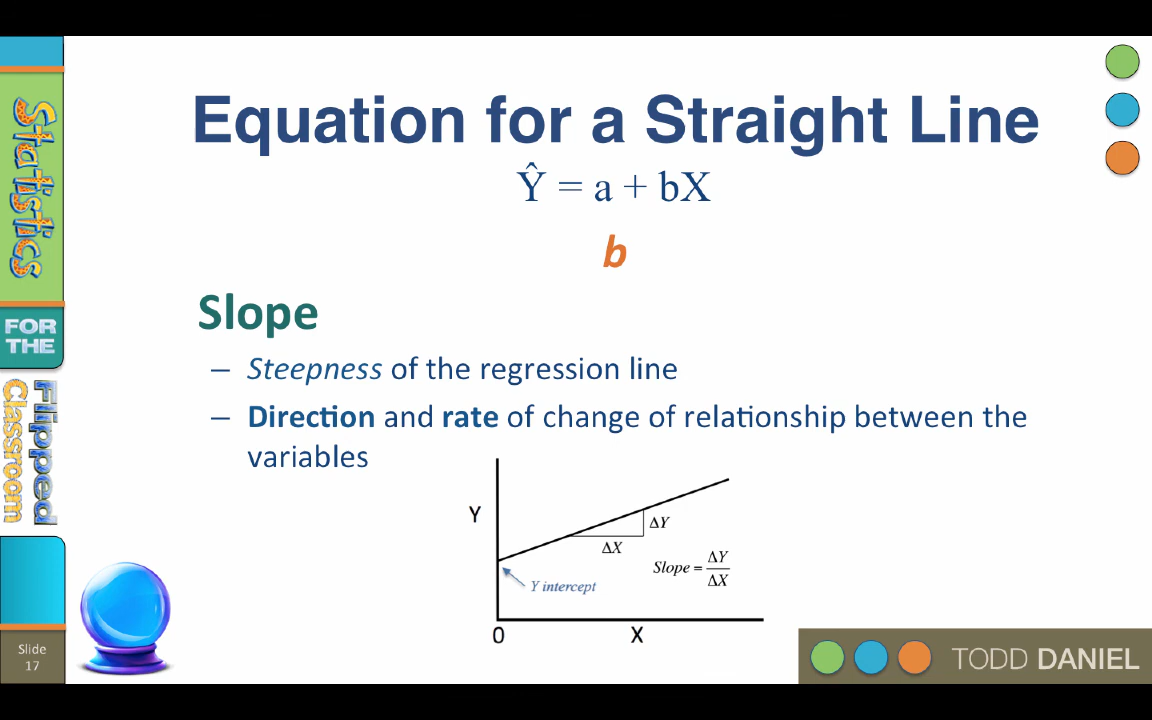 Equation for a Straight Line
Ŷ = a + bX
b
Slope
– Steepness of the regression line
– Direction and rate of change of relationship between the
variables
Y
ΔY
ΔX
Slope = ΔY
ΔX
Y intercept
0
X
Statistics
FOR
THE
Flipped
Classroom
Slide
17
TODD DANIEL